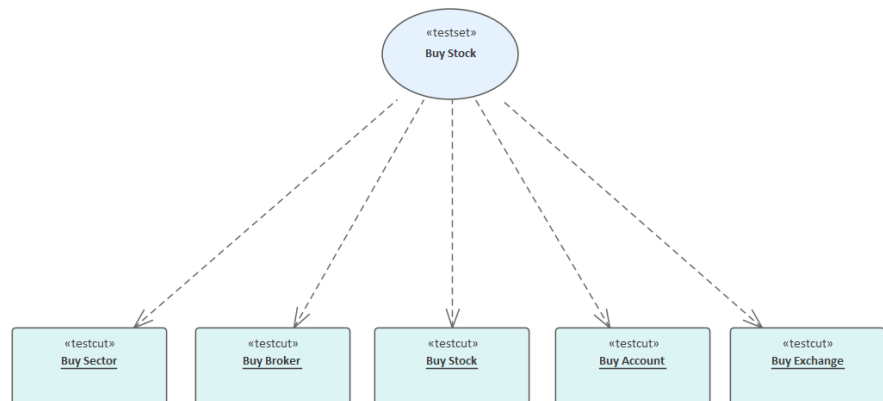 «testset»
Buy Stock
«testcut»
Buy Sector
«testcut»
Buy Broker
«testcut»
Buy Stock
«testcut»
Buy Account
«testcut»
Buy Exchange